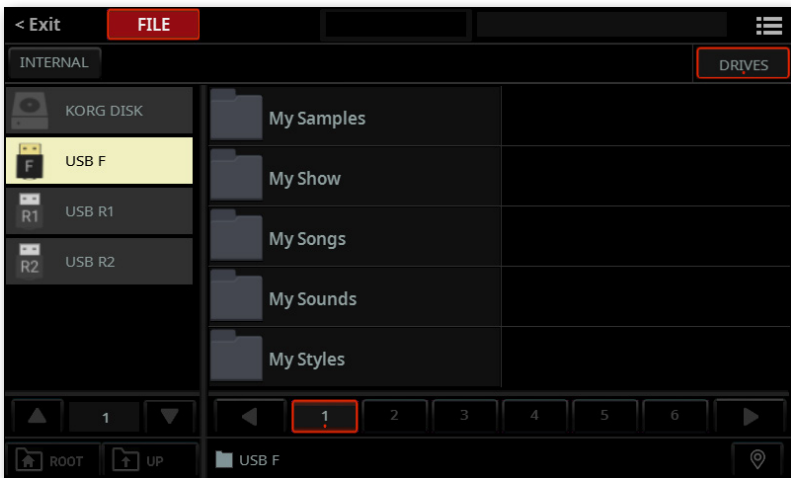 < Exit FILE
INTERNAL DRIVES
KORG DISK
F USB F
R1 USB R1
R2 USB R2
My Samples
My Show
My Songs
My Sounds
My Styles
1 1 2 3 4 5 6
ROOT UP USB F